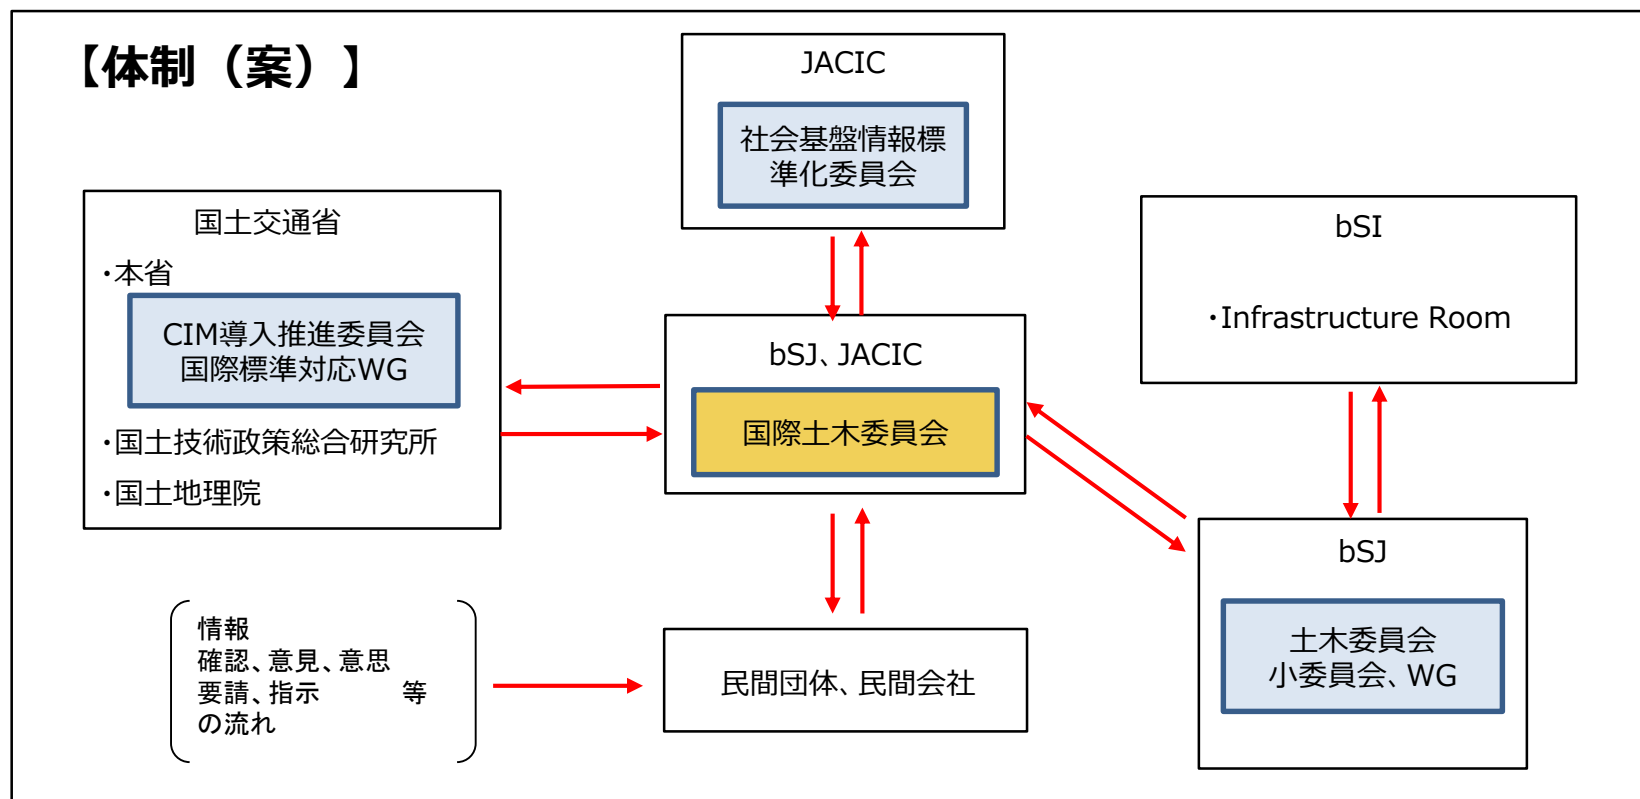 【体制（案）】
JACIC
社会基盤情報標
準化委員会
国土交通省
・本省
CIM導入推進委員会
国際標準対応WG
・国土技術政策総合研究所
・国土地理院
bSJ、JACIC
国際土木委員会
bSI
・Infrastructure Room
bSJ
土木委員会
小委員会、WG
情報
確認、意見、意思
要請、指示　　　等
の流れ
民間団体、民間会社